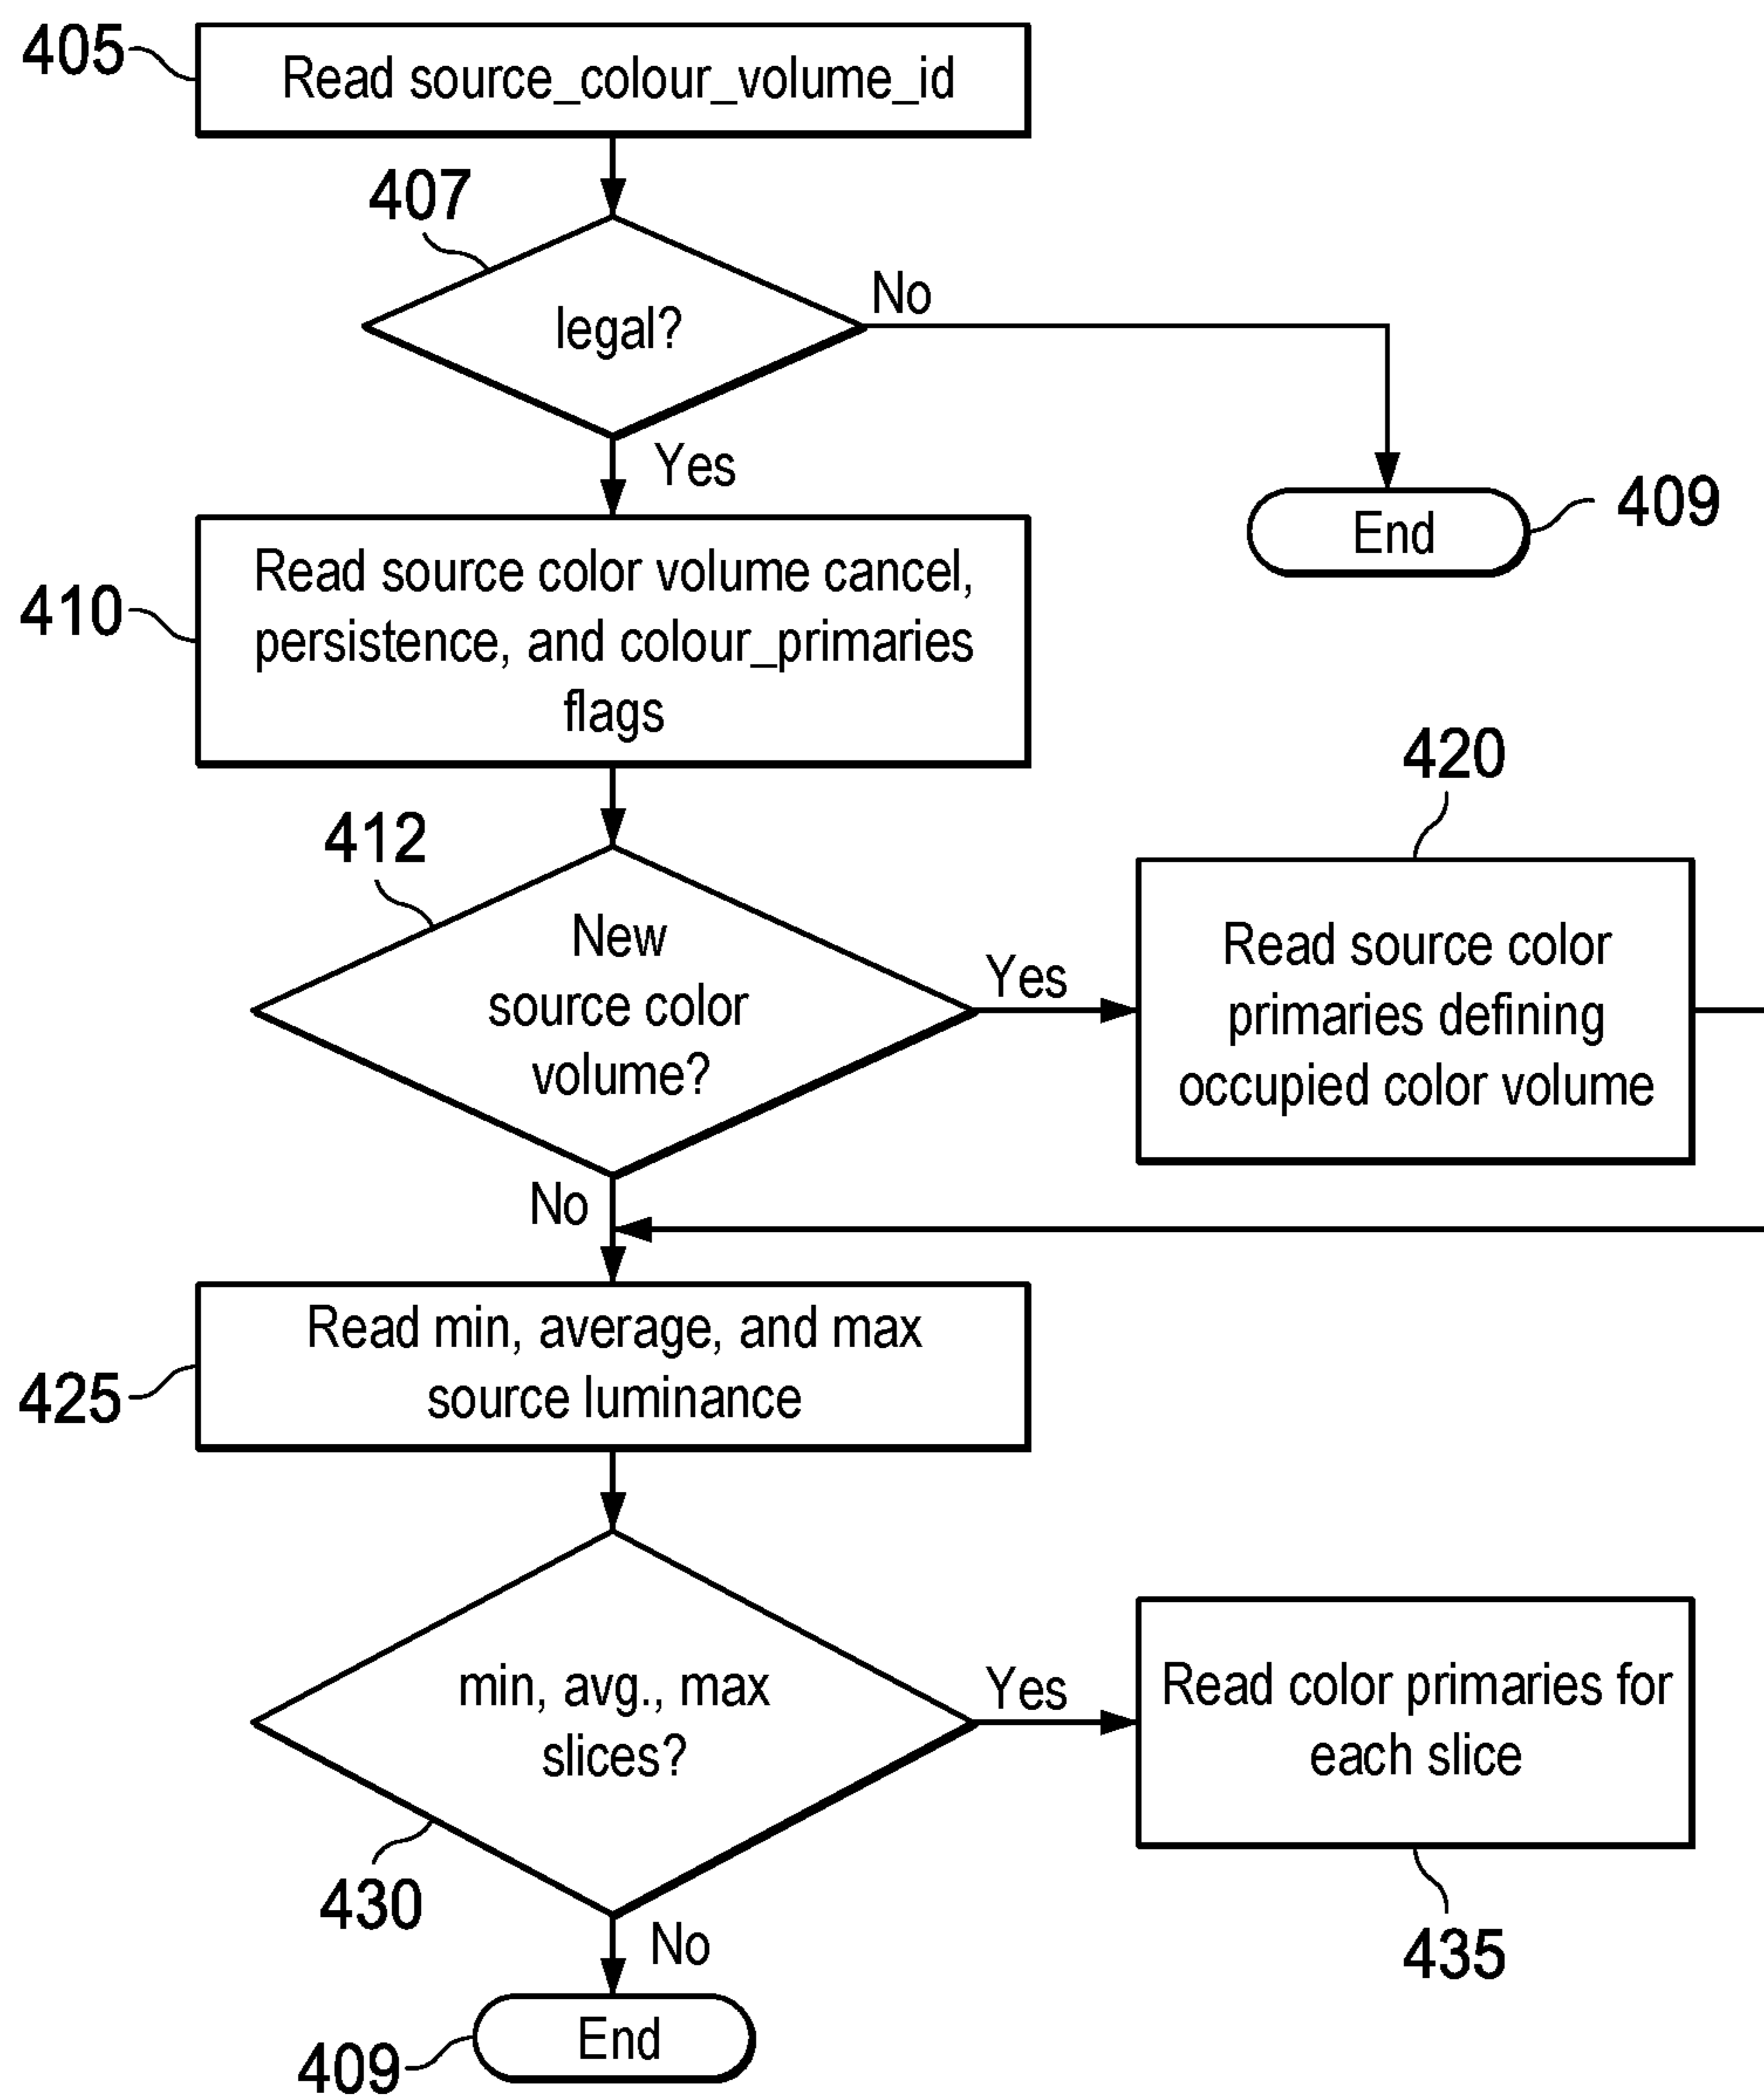 405
Read source_colour_volume_id
407
legal?
No
Yes
End
409
410
Read source color volume cancel,
persistence, and colour_primaries
flags
412
New
source color
volume?
Yes
420
Read source color
primaries defining
occupied color volume
No
425
Read min, average, and max
source luminance
430
min, avg., max
slices?
Yes
Read color primaries for
each slice
435
No
409
End